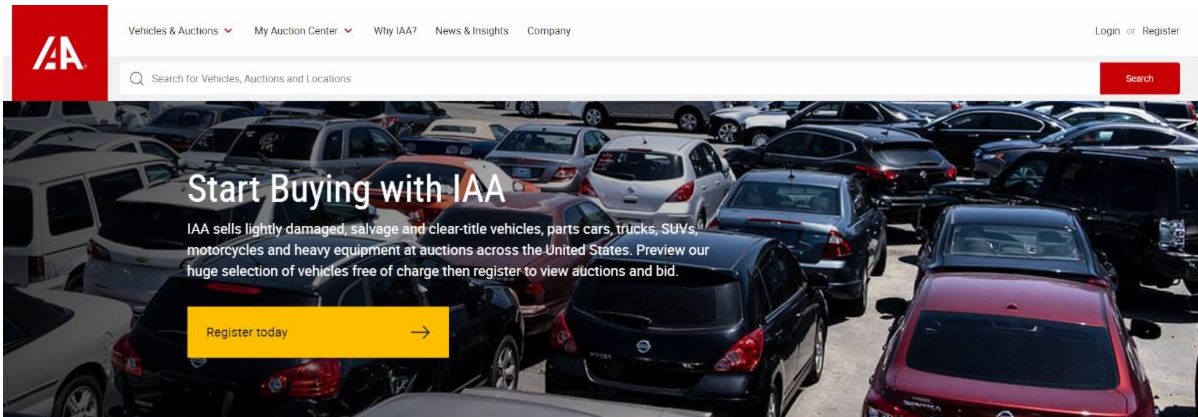 Vehicles & Auctions
My Auction Center
Why IAA?
News & Insights
Company
Login or Register
IAA
Search for Vehicles, Auctions and Locations
Search
Start Buying with IAA
IAA sells lightly damaged, salvage and clear-title vehicles, parts cars, trucks, SUVs,
motorcycles and heavy equipment at auctions across the United States. Preview our
huge selection of vehicles free of charge then register to view auctions and bid.
Register today
SENTRA